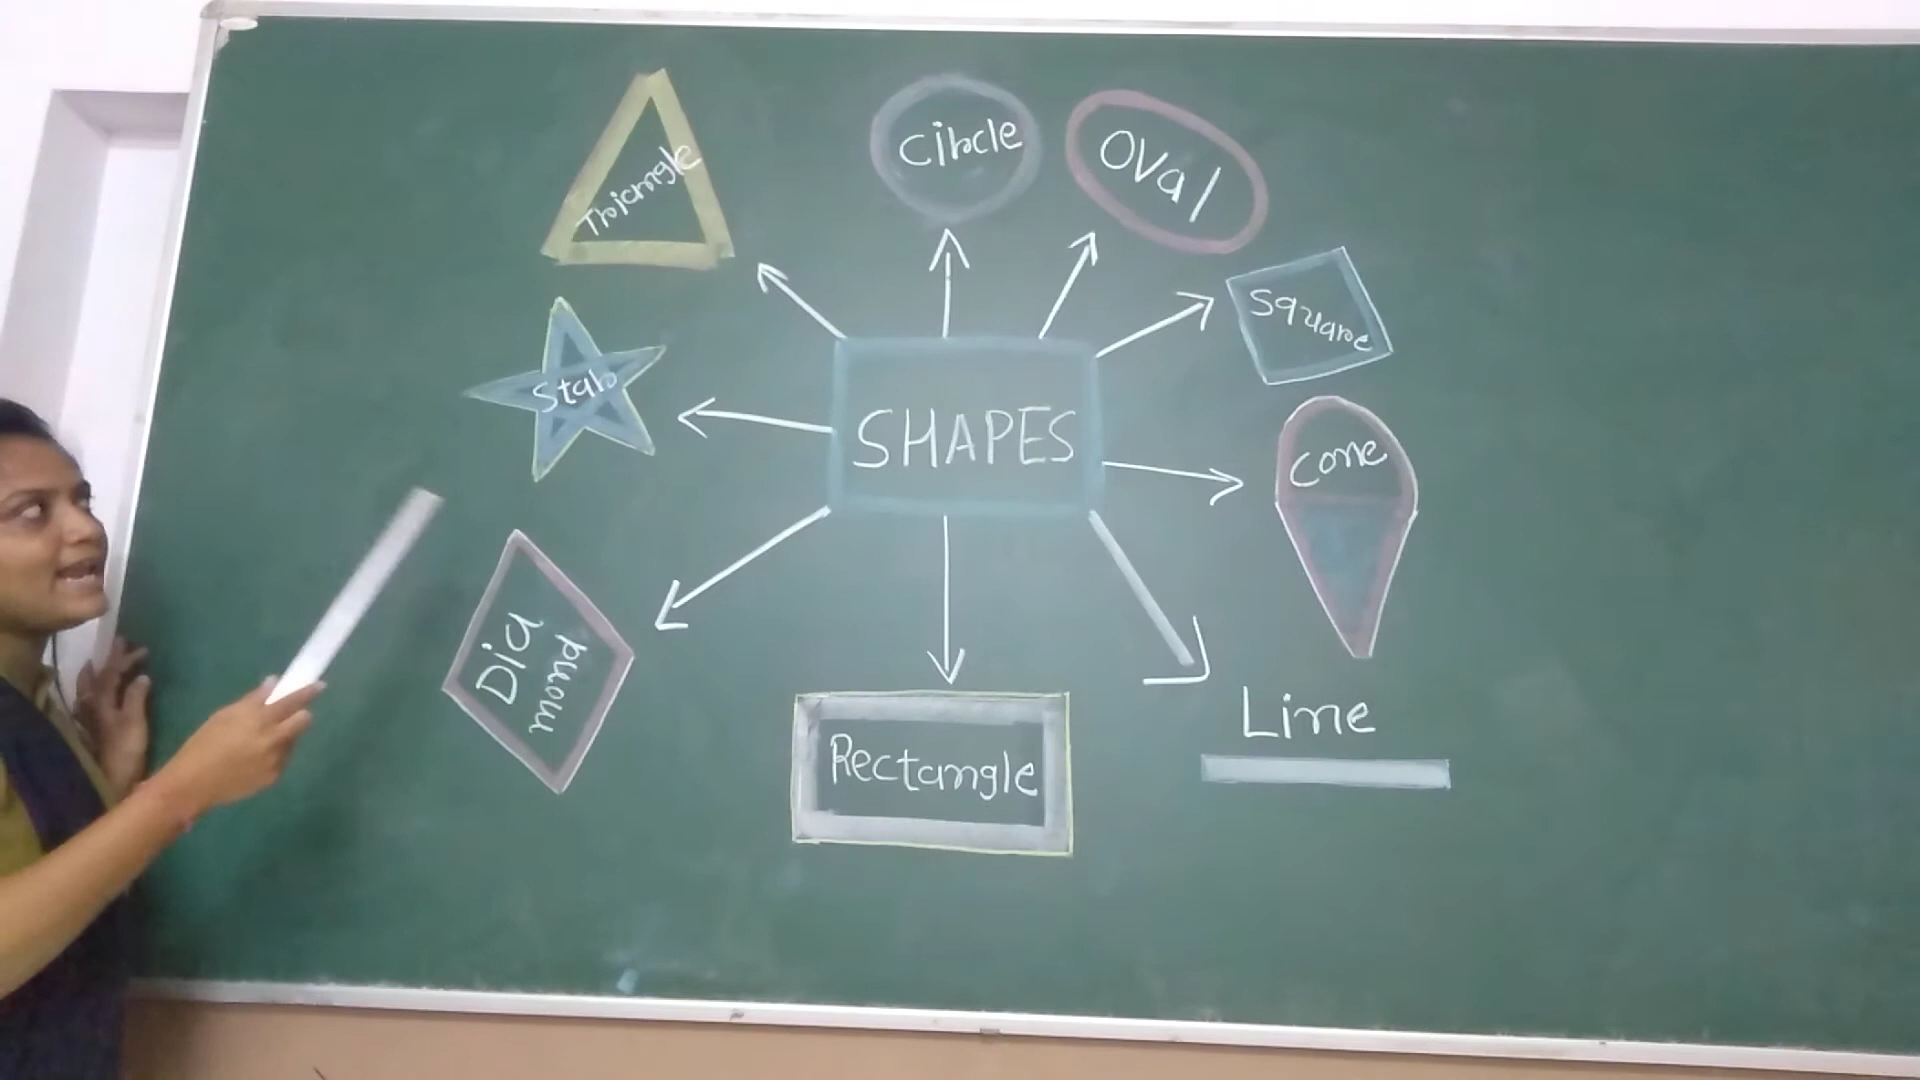 Triangle
Circle
Oval
Square
Star
SHAPES
Cone
Dia
mond
Line
Rectangle